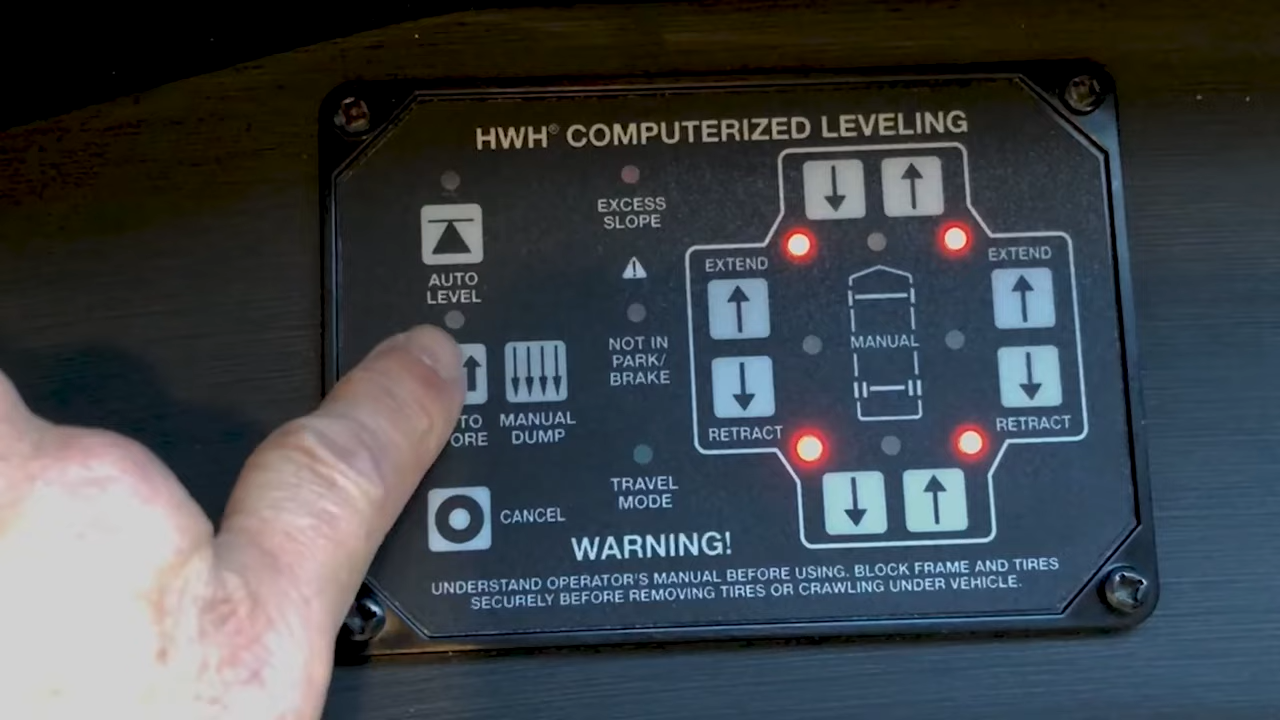 HWH® COMPUTERIZED LEVELING
AUTO
LEVEL
TO
ORE
MANUAL
DUMP
CANCEL
EXCESS
SLOPE
NOT IN
PARK/
BRAKE
TRAVEL
MODE
EXTEND
RETRACT
MANUAL
EXTEND
RETRACT
WARNING!
UNDERSTAND OPERATOR'S MANUAL BEFORE USING. BLOCK FRAME AND TIRES
SECURELY BEFORE REMOVING TIRES OR CRAWLING UNDER VEHICLE.